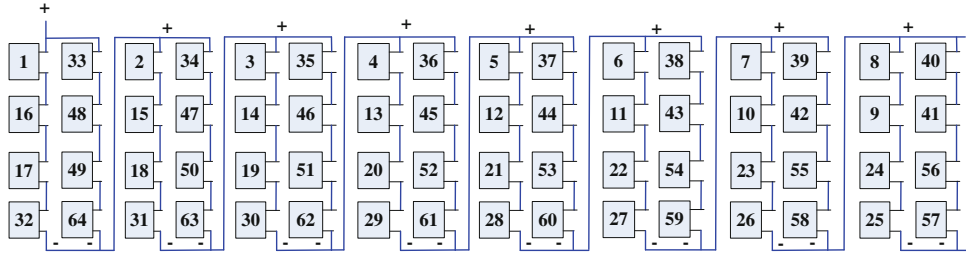 + + + + + + + +
1 33 2 34 3 35 4 36 5 37 6 38 7 39 8 40
16 48 15 47 14 46 13 45 12 44 11 43 10 42 9 41
17 49 18 50 19 51 20 52 21 53 22 54 23 55 24 56
32 64 31 63 30 62 29 61 28 60 27 59 26 58 25 57
- - - - - - - - - - - - - - - -